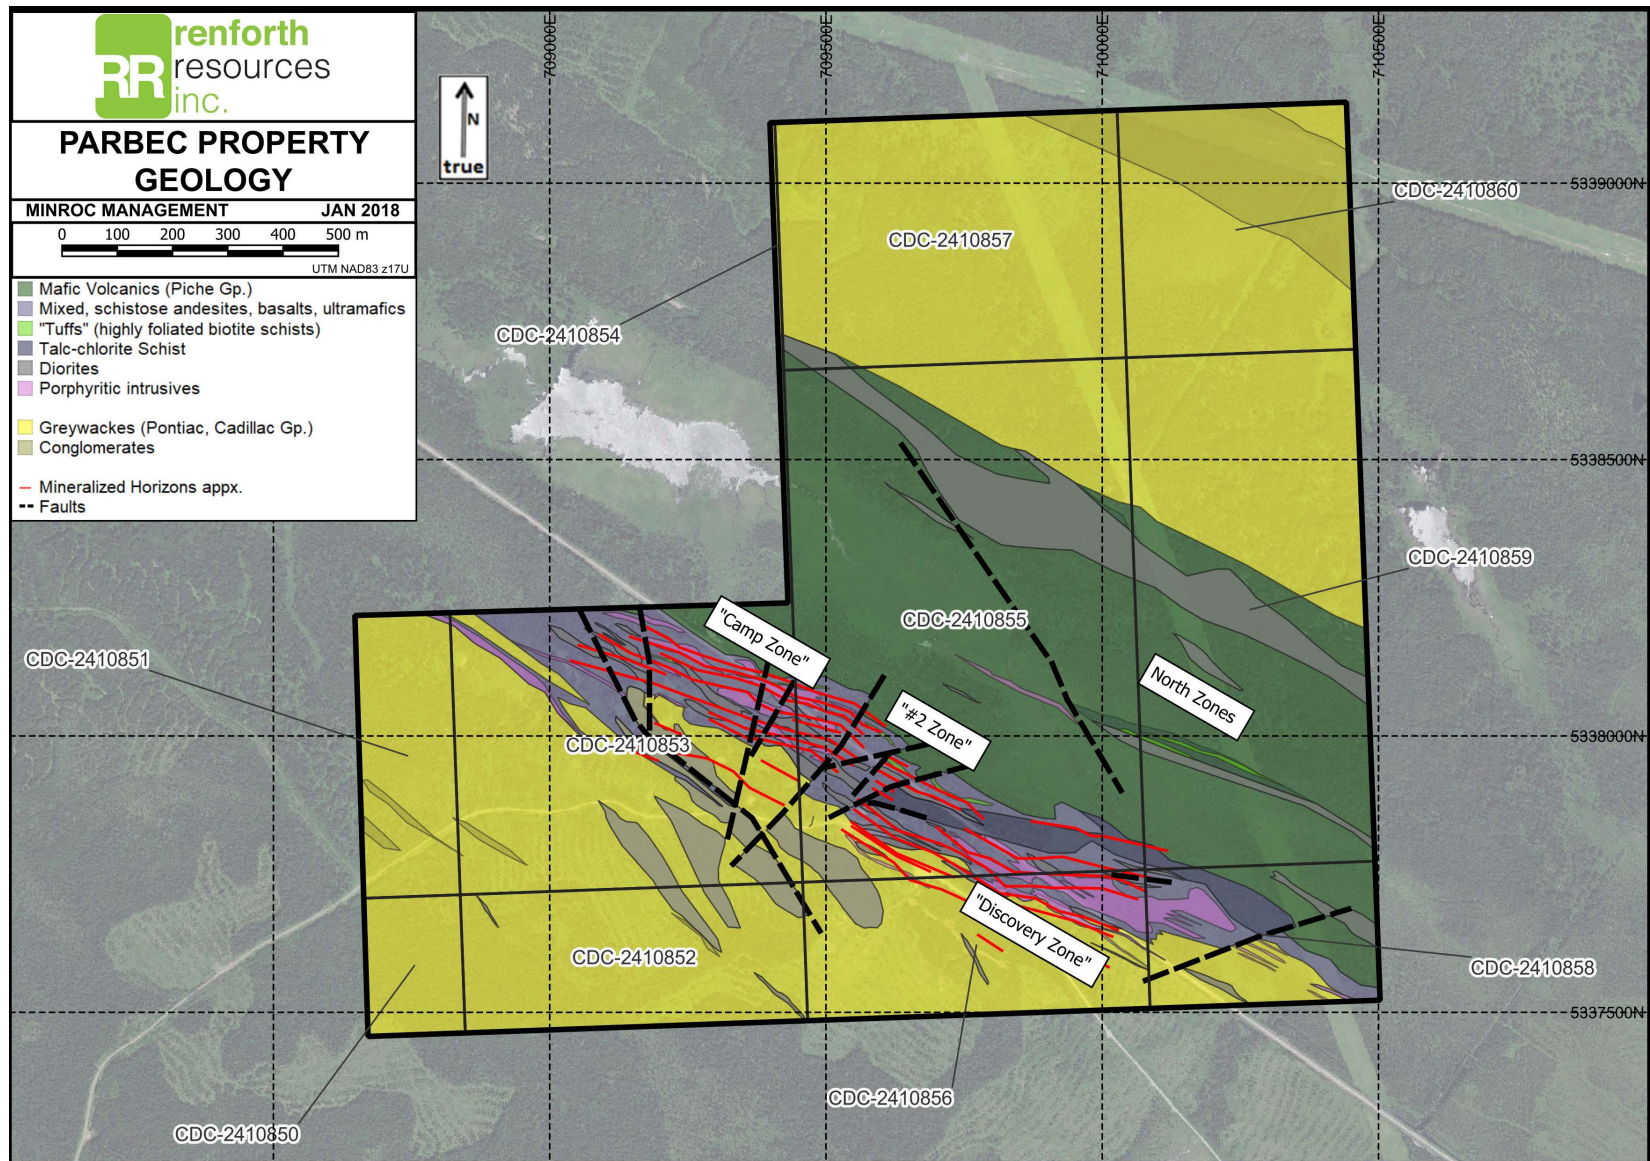 renforth
RR resources
inc.
PARBEC PROPERTY
GEOLOGY
MINROC MANAGEMENT JAN 2018
0 100 200 300 400 500 m
UTM NAD83 z17U
Mafic Volcanics (Piche Gp.)
Mixed, schistose andesites, basalts, ultramafics
"Tuffs" (highly foliated biotite schists)
Talc-chlorite Schist
Diorites
Porphyritic intrusives
Greywackes (Pontiac, Cadillac Gp.)
Conglomerates
Mineralized Horizons appx.
Faults
N
true
709000E
709500E
710000E
710500E
5339000N
5338500N
5338000N
5337500N
CDC-2410860
CDC-2410857
CDC-2410854
CDC-2410859
CDC-2410855
"Camp Zone"
CDC-2410851
North Zones
"#2 Zone"
CDC-2410853
"Discovery Zone"
CDC-2410852
CDC-2410858
CDC-2410856
CDC-2410850